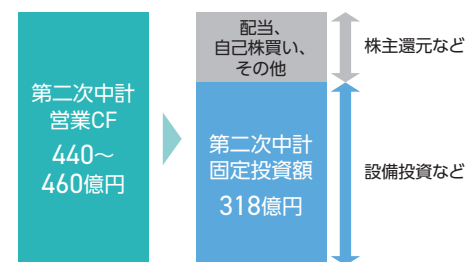 第二次中計
営業CF
440～
460億円
配当、
自己株買い、
その他
第二次中計
固定投資額
318億円
株主還元など
設備投資など